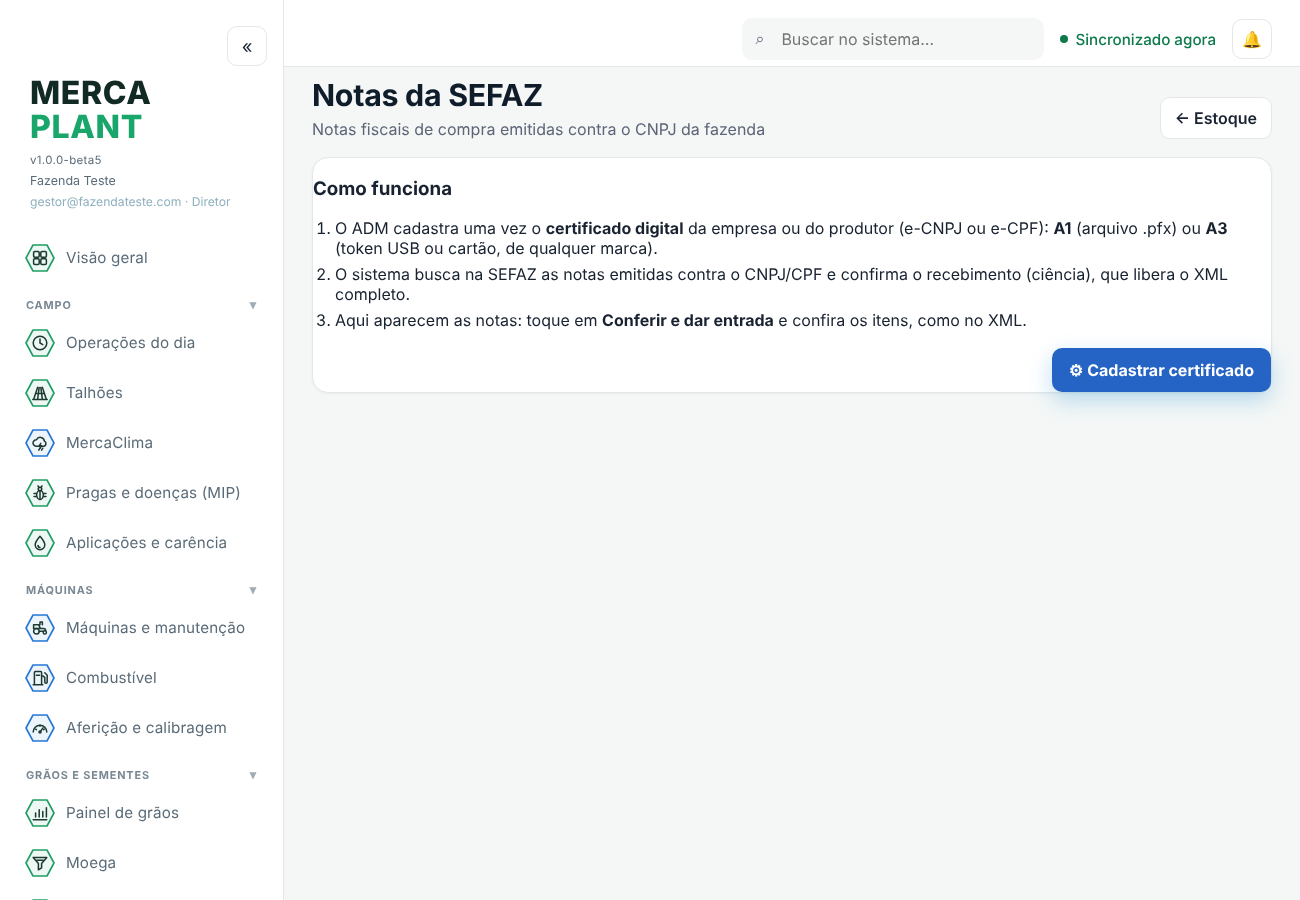 «
MERCA
PLANT
v1.0.0-beta5
Fazenda Teste
gestor@fazendateste.com · Diretor
Visão geral
CAMPO ▼
Operações do dia
Talhões
MercaClima
Pragas e doenças (MIP)
Aplicações e carência
MÁQUINAS ▼
Máquinas e manutenção
Combustível
Aferição e calibragem
GRÃOS E SEMENTES ▼
Painel de grãos
Moega
Buscar no sistema...
Sincronizado agora
Notas da SEFAZ
Notas fiscais de compra emitidas contra o CNPJ da fazenda
← Estoque
Como funciona
1. O ADM cadastra uma vez o certificado digital da empresa ou do produtor (e-CNPJ ou e-CPF): A1 (arquivo .pfx) ou A3
(token USB ou cartão, de qualquer marca).
2. O sistema busca na SEFAZ as notas emitidas contra o CNPJ/CPF e confirma o recebimento (ciência), que libera o XML
completo.
3. Aqui aparecem as notas: toque em Conferir e dar entrada e confira os itens, como no XML.
⚙ Cadastrar certificado